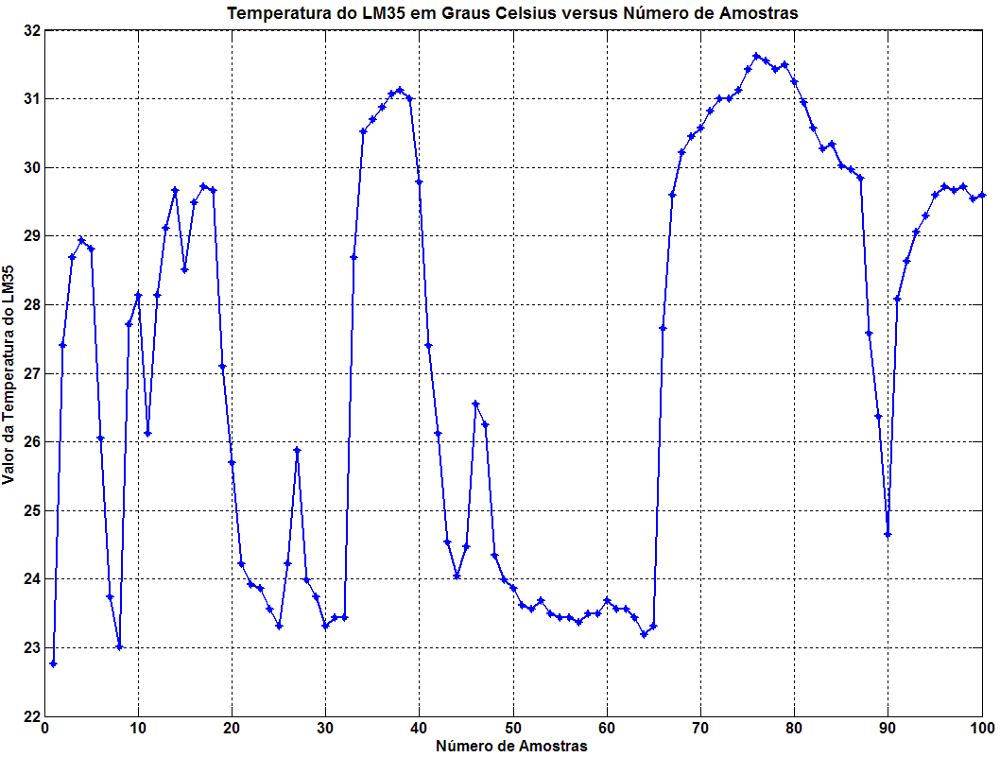 Temperatura do LM35 em Graus Celsius versus Número de Amostras
Valor da Temperatura do LM35
32
31
30
29
28
27
26
25
24
23
22
0 10 20 30 40 50 60 70 80 90 100
Número de Amostras